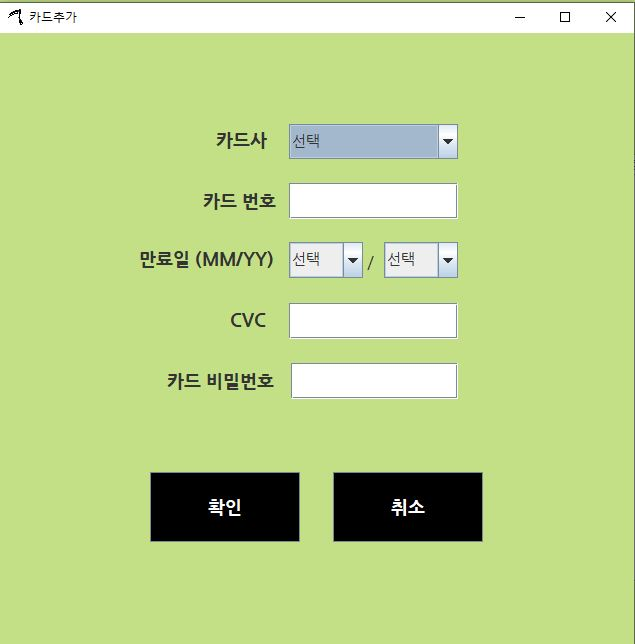 카드추가
카드사 선택
카드 번호
만료일 (MM/YY) 선택 / 선택
CVC
카드 비밀번호
확인 취소